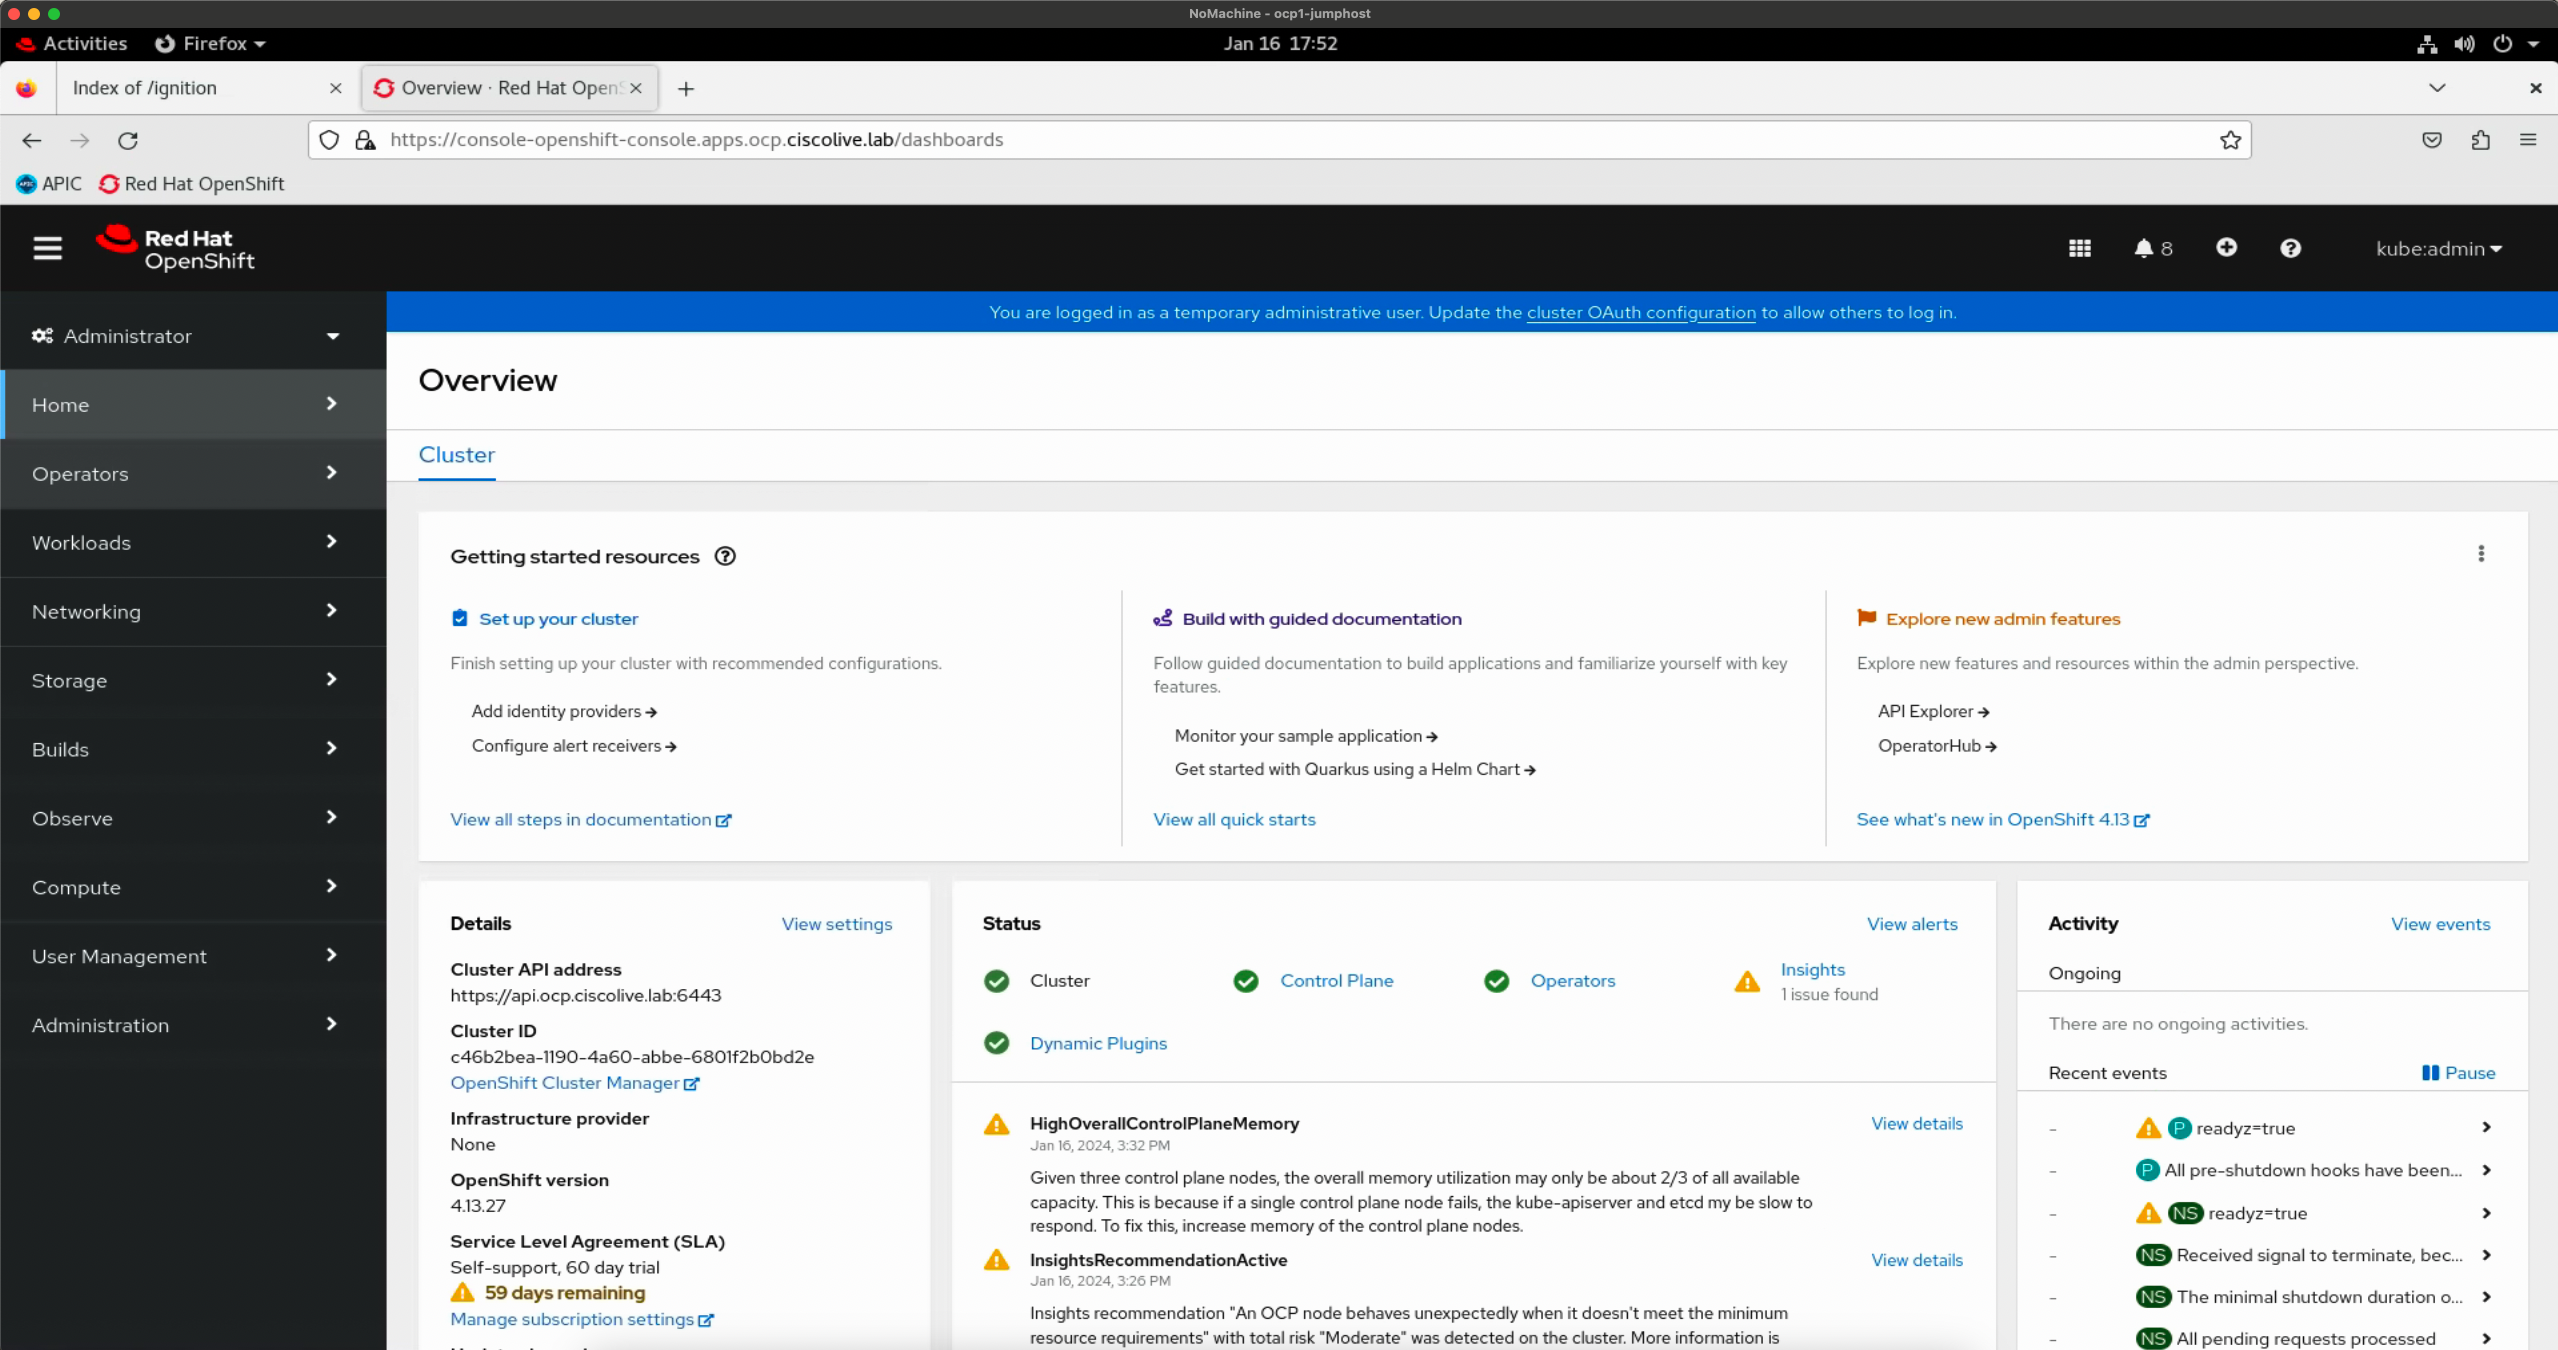 NoMachine - ocp1-jumphost
Activities Firefox Jan 16 17:52
Index of /ignition Overview · Red Hat Open
https://console-openshift-console.apps.ocp.ciscolive.lab/dashboards
APIC Red Hat OpenShift
Red Hat
OpenShift
8 kube:admin
You are logged in as a temporary administrative user. Update the cluster OAuth configuration to allow others to log in.
Administrator
Home
Operators
Workloads
Networking
Storage
Builds
Observe
Compute
User Management
Administration
Overview
Cluster
Getting started resources
Set up your cluster
Finish setting up your cluster with recommended configurations.
Add identity providers
Configure alert receivers
View all steps in documentation
Build with guided documentation
Follow guided documentation to build applications and familiarize yourself with key
features.
Monitor your sample application
Get started with Quarkus using a Helm Chart
View all quick starts
Explore new admin features
Explore new features and resources within the admin perspective.
API Explorer
OperatorHub
See what's new in OpenShift 4.13
Details View settings
Cluster API address
https://api.ocp.ciscolive.lab:6443
Cluster ID
c46b2bea-1190-4a60-abbe-6801f2b0bd2e
OpenShift Cluster Manager
Infrastructure provider
None
OpenShift version
4.13.27
Service Level Agreement (SLA)
Self-support, 60 day trial
59 days remaining
Manage subscription settings
Status View alerts
Cluster Control Plane Operators Insights
1 issue found
Dynamic Plugins
HighOverallControlPlaneMemory View details
Jan 16, 2024, 3:32 PM
Given three control plane nodes, the overall memory utilization may only be about 2/3 of all available
capacity. This is because if a single control plane node fails, the kube-apiserver and etcd my be slow to
respond. To fix this, increase memory of the control plane nodes.
InsightsRecommendationActive View details
Jan 16, 2024, 3:26 PM
Insights recommendation "An OCP node behaves unexpectedly when it doesn't meet the minimum
resource requirements" with total risk "Moderate" was detected on the cluster. More information is
Activity View events
Ongoing
There are no ongoing activities.
Recent events Pause
- P readyz=true
- P All pre-shutdown hooks have been...
- NS readyz=true
- NS Received signal to terminate, bec...
- NS The minimal shutdown duration o...
- NS All pending requests processed